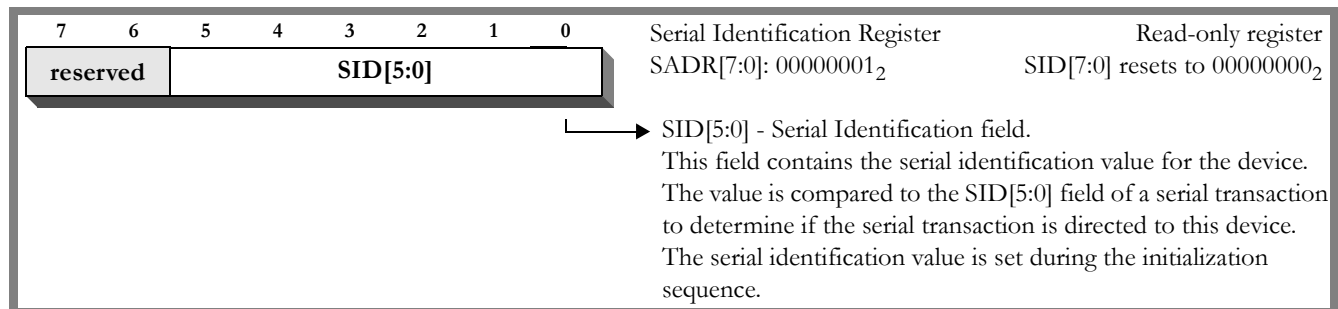 7 6 5 4 3 2 1 0
reserved SID[5:0]
Serial Identification Register Read-only register
SADR[7:0]: 00000001₂ SID[7:0] resets to 00000000₂
SID[5:0] - Serial Identification field.
This field contains the serial identification value for the device.
The value is compared to the SID[5:0] field of a serial transaction
to determine if the serial transaction is directed to this device.
The serial identification value is set during the initialization
sequence.